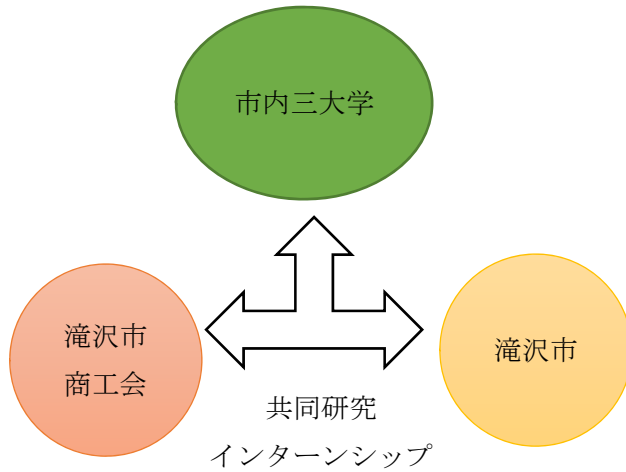 市内三大学
滝沢市
商工会
滝沢市
共同研究
インターンシップ